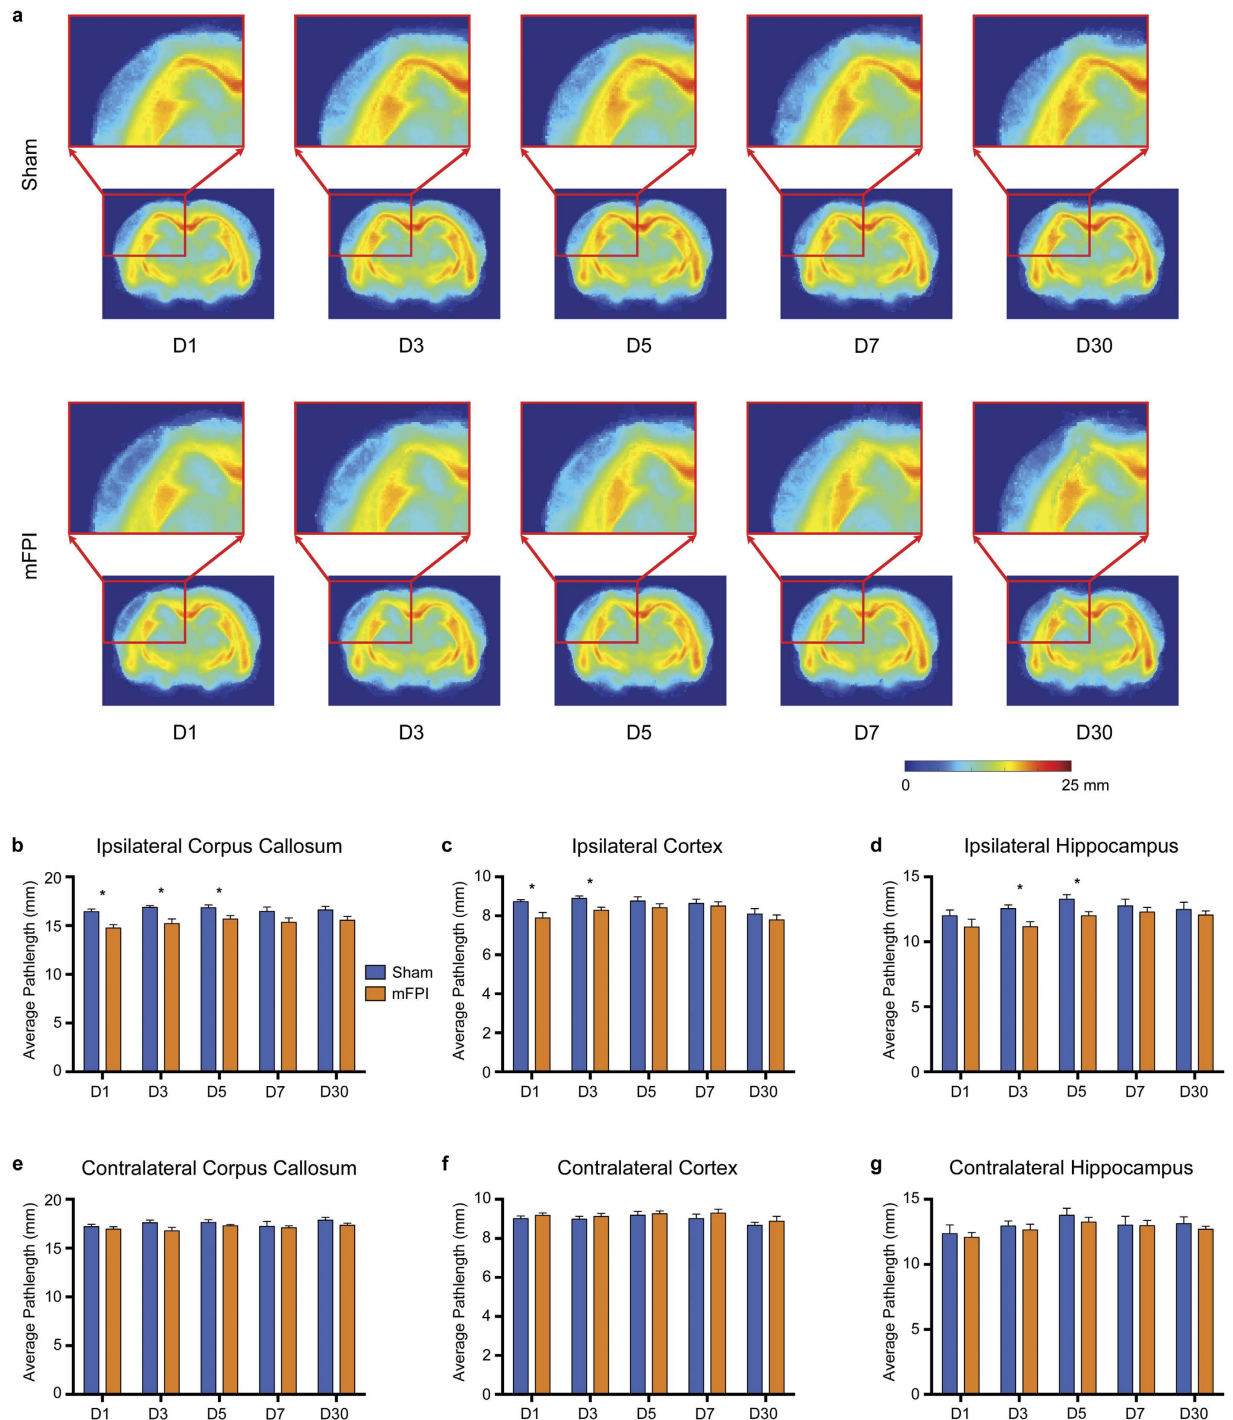 a
Sham
D1 D3 D5 D7 D30
mFPI
D1 D3 D5 D7 D30
0 25 mm
b Ipsilateral Corpus Callosum
Average Pathlength (mm)
20
15
10
5
0
D1 D3 D5 D7 D30
* * *
Sham
mFPI
c Ipsilateral Cortex
Average Pathlength (mm)
10
8
6
4
2
0
D1 D3 D5 D7 D30
* *
d Ipsilateral Hippocampus
Average Pathlength (mm)
15
10
5
0
D1 D3 D5 D7 D30
* *
e Contralateral Corpus Callosum
Average Pathlength (mm)
20
15
10
5
0
D1 D3 D5 D7 D30
f Contralateral Cortex
Average Pathlength (mm)
10
8
6
4
2
0
D1 D3 D5 D7 D30
g Contralateral Hippocampus
Average Pathlength (mm)
15
10
5
0
D1 D3 D5 D7 D30